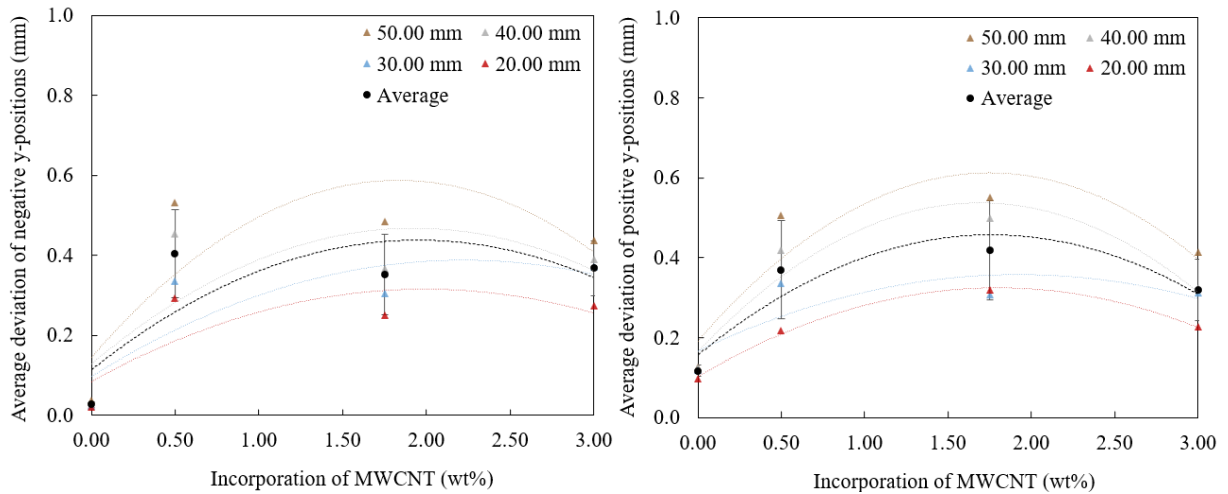 Average deviation of negative y-positions (mm)
1.0
0.8
0.6
0.4
0.2
0.0
50.00 mm
40.00 mm
30.00 mm
20.00 mm
Average
0.00
0.50
1.00
1.50
2.00
2.50
3.00
Incorporation of MWCNT (wt%)
Average deviation of positive y-positions (mm)
1.0
0.8
0.6
0.4
0.2
0.0
50.00 mm
40.00 mm
30.00 mm
20.00 mm
Average
0.00
0.50
1.00
1.50
2.00
2.50
3.00
Incorporation of MWCNT (wt%)